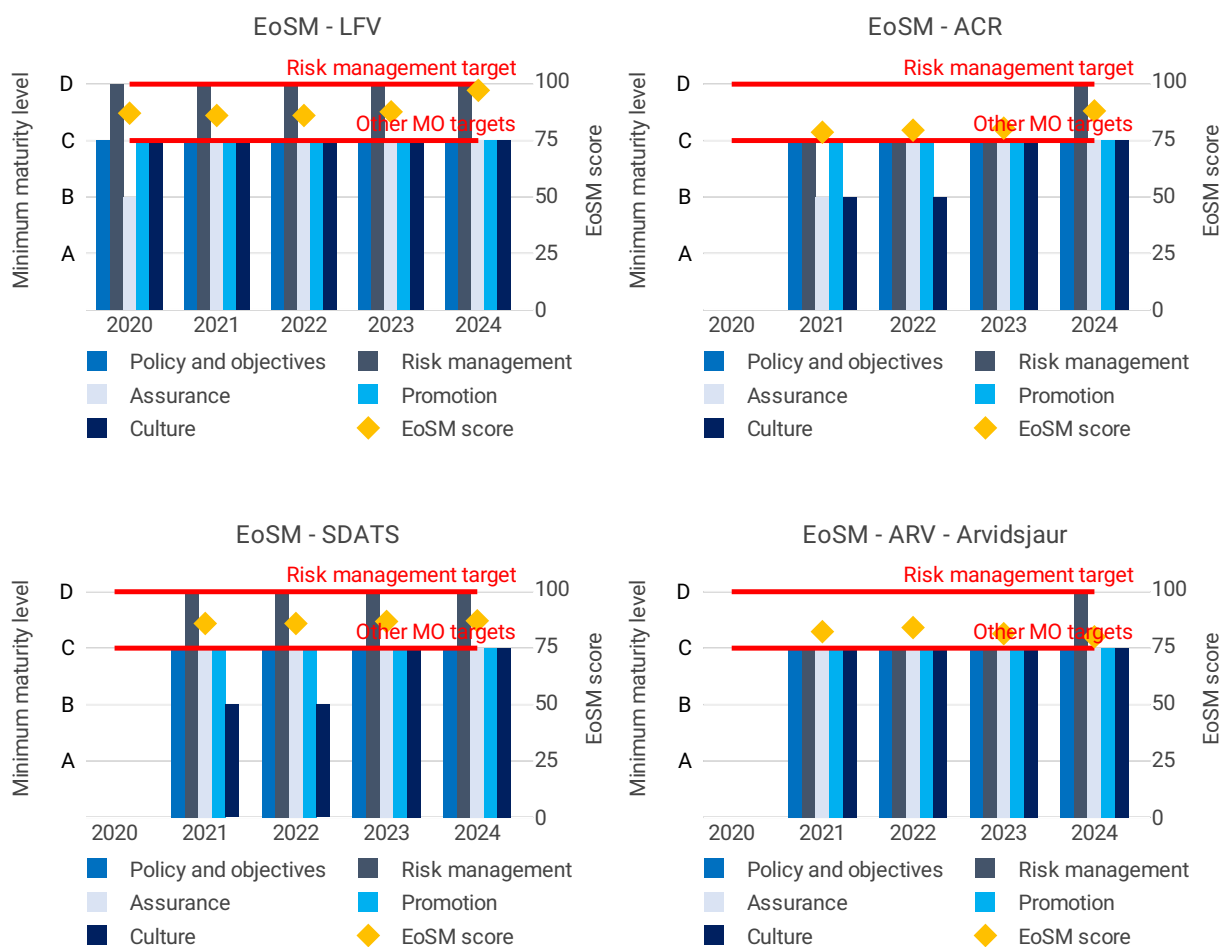 EoSM - LFV
Minimum maturity level
D
C
B
A
Risk management target
Other MO targets
100
75
50
25
0
EoSM score
2020 2021 2022 2023 2024
Policy and objectives Risk management
Assurance Promotion
Culture EoSM score
EoSM - ACR
Minimum maturity level
D
C
B
A
Risk management target
Other MO targets
100
75
50
25
0
EoSM score
2020 2021 2022 2023 2024
Policy and objectives Risk management
Assurance Promotion
Culture EoSM score
EoSM - SDATS
Minimum maturity level
D
C
B
A
Risk management target
Other MO targets
100
75
50
25
0
EoSM score
2020 2021 2022 2023 2024
Policy and objectives Risk management
Assurance Promotion
Culture EoSM score
EoSM - ARV - Arvidsjaur
Minimum maturity level
D
C
B
A
Risk management target
Other MO targets
100
75
50
25
0
EoSM score
2020 2021 2022 2023 2024
Policy and objectives Risk management
Assurance Promotion
Culture EoSM score